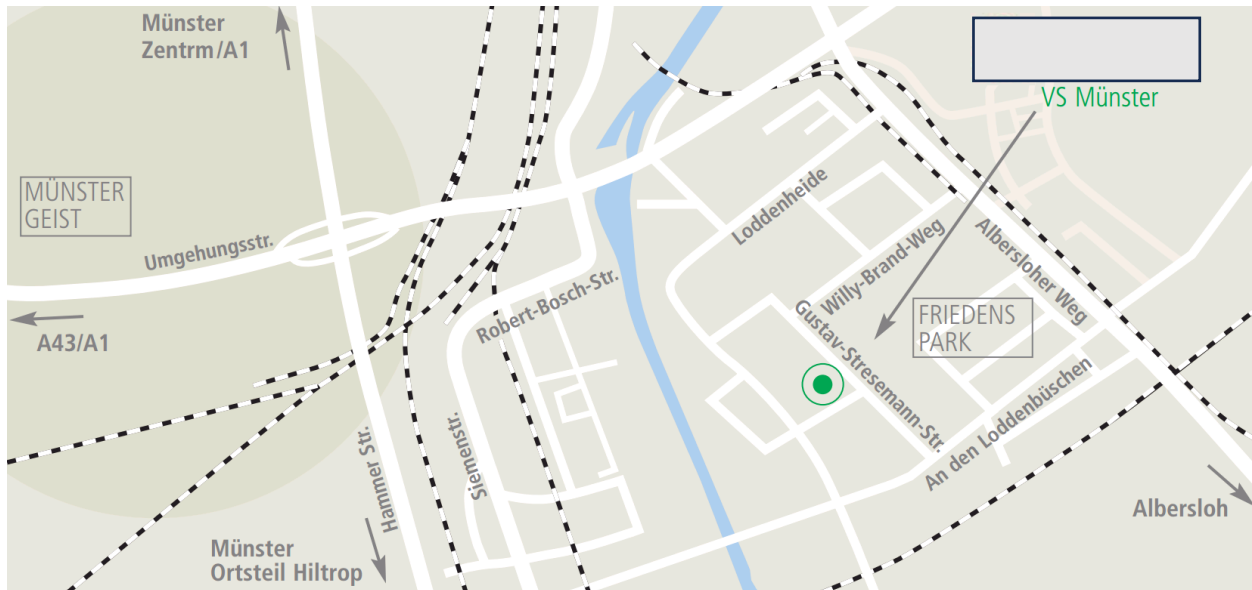 Münster
Zentrm/A1
VS Münster
MÜNSTER
GEIST
Umgehungsstr.
Loddenheide
Willy-Brand-Weg
Albersloher Weg
A43/A1
Robert-Bosch-Str.
Gustav-Stresemann-Str.
FRIEDENS
PARK
An den Loddenbüschen
Siemenstr.
Hammer Str.
Albersloh
Münster
Ortsteil Hiltrop